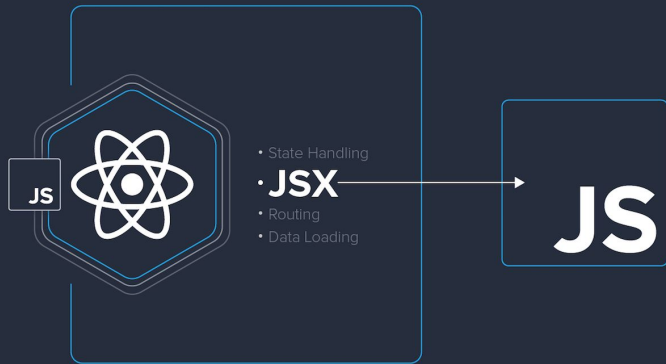 JS
• State Handling
• JSX
• Routing
• Data Loading
JS